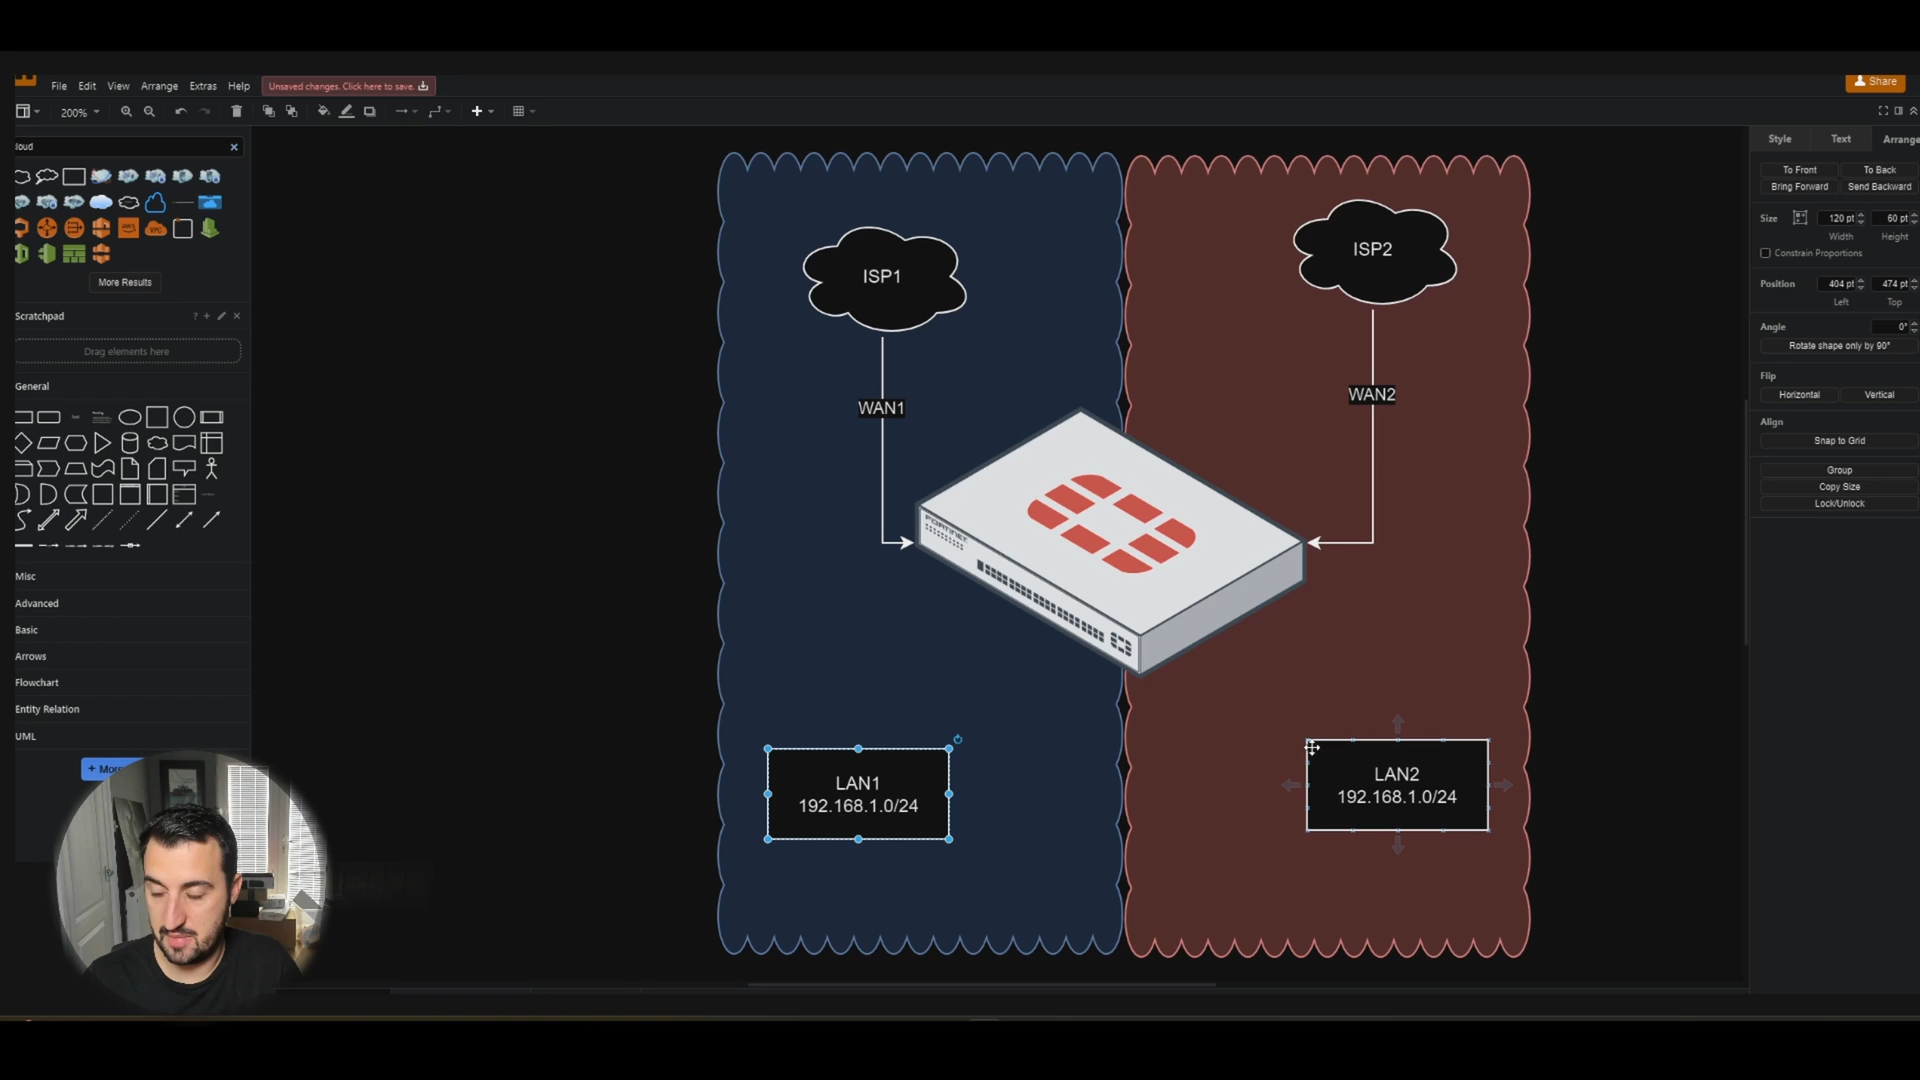 File Edit View Arrange Extras Help Unsaved changes. Click here to save. Share
200%
Style Text Arrange
loud
To Front To Back
Bring Forward Send Backward
Size 120 pt 60 pt
Width Height
Constrain Proportions
Position 404 pt 474 pt
Left Top
Angle 0°
Rotate shape only by 90°
Flip
Horizontal Vertical
Align
Snap to Grid
Group
Copy Size
Lock/Unlock
More Results
Scratchpad ?
Drag elements here
General
Misc
Advanced
Basic
Arrows
Flowchart
Entity Relation
UML
+ More
ISP1
ISP2
WAN1
WAN2
FORTINET
LAN1
192.168.1.0/24
LAN2
192.168.1.0/24